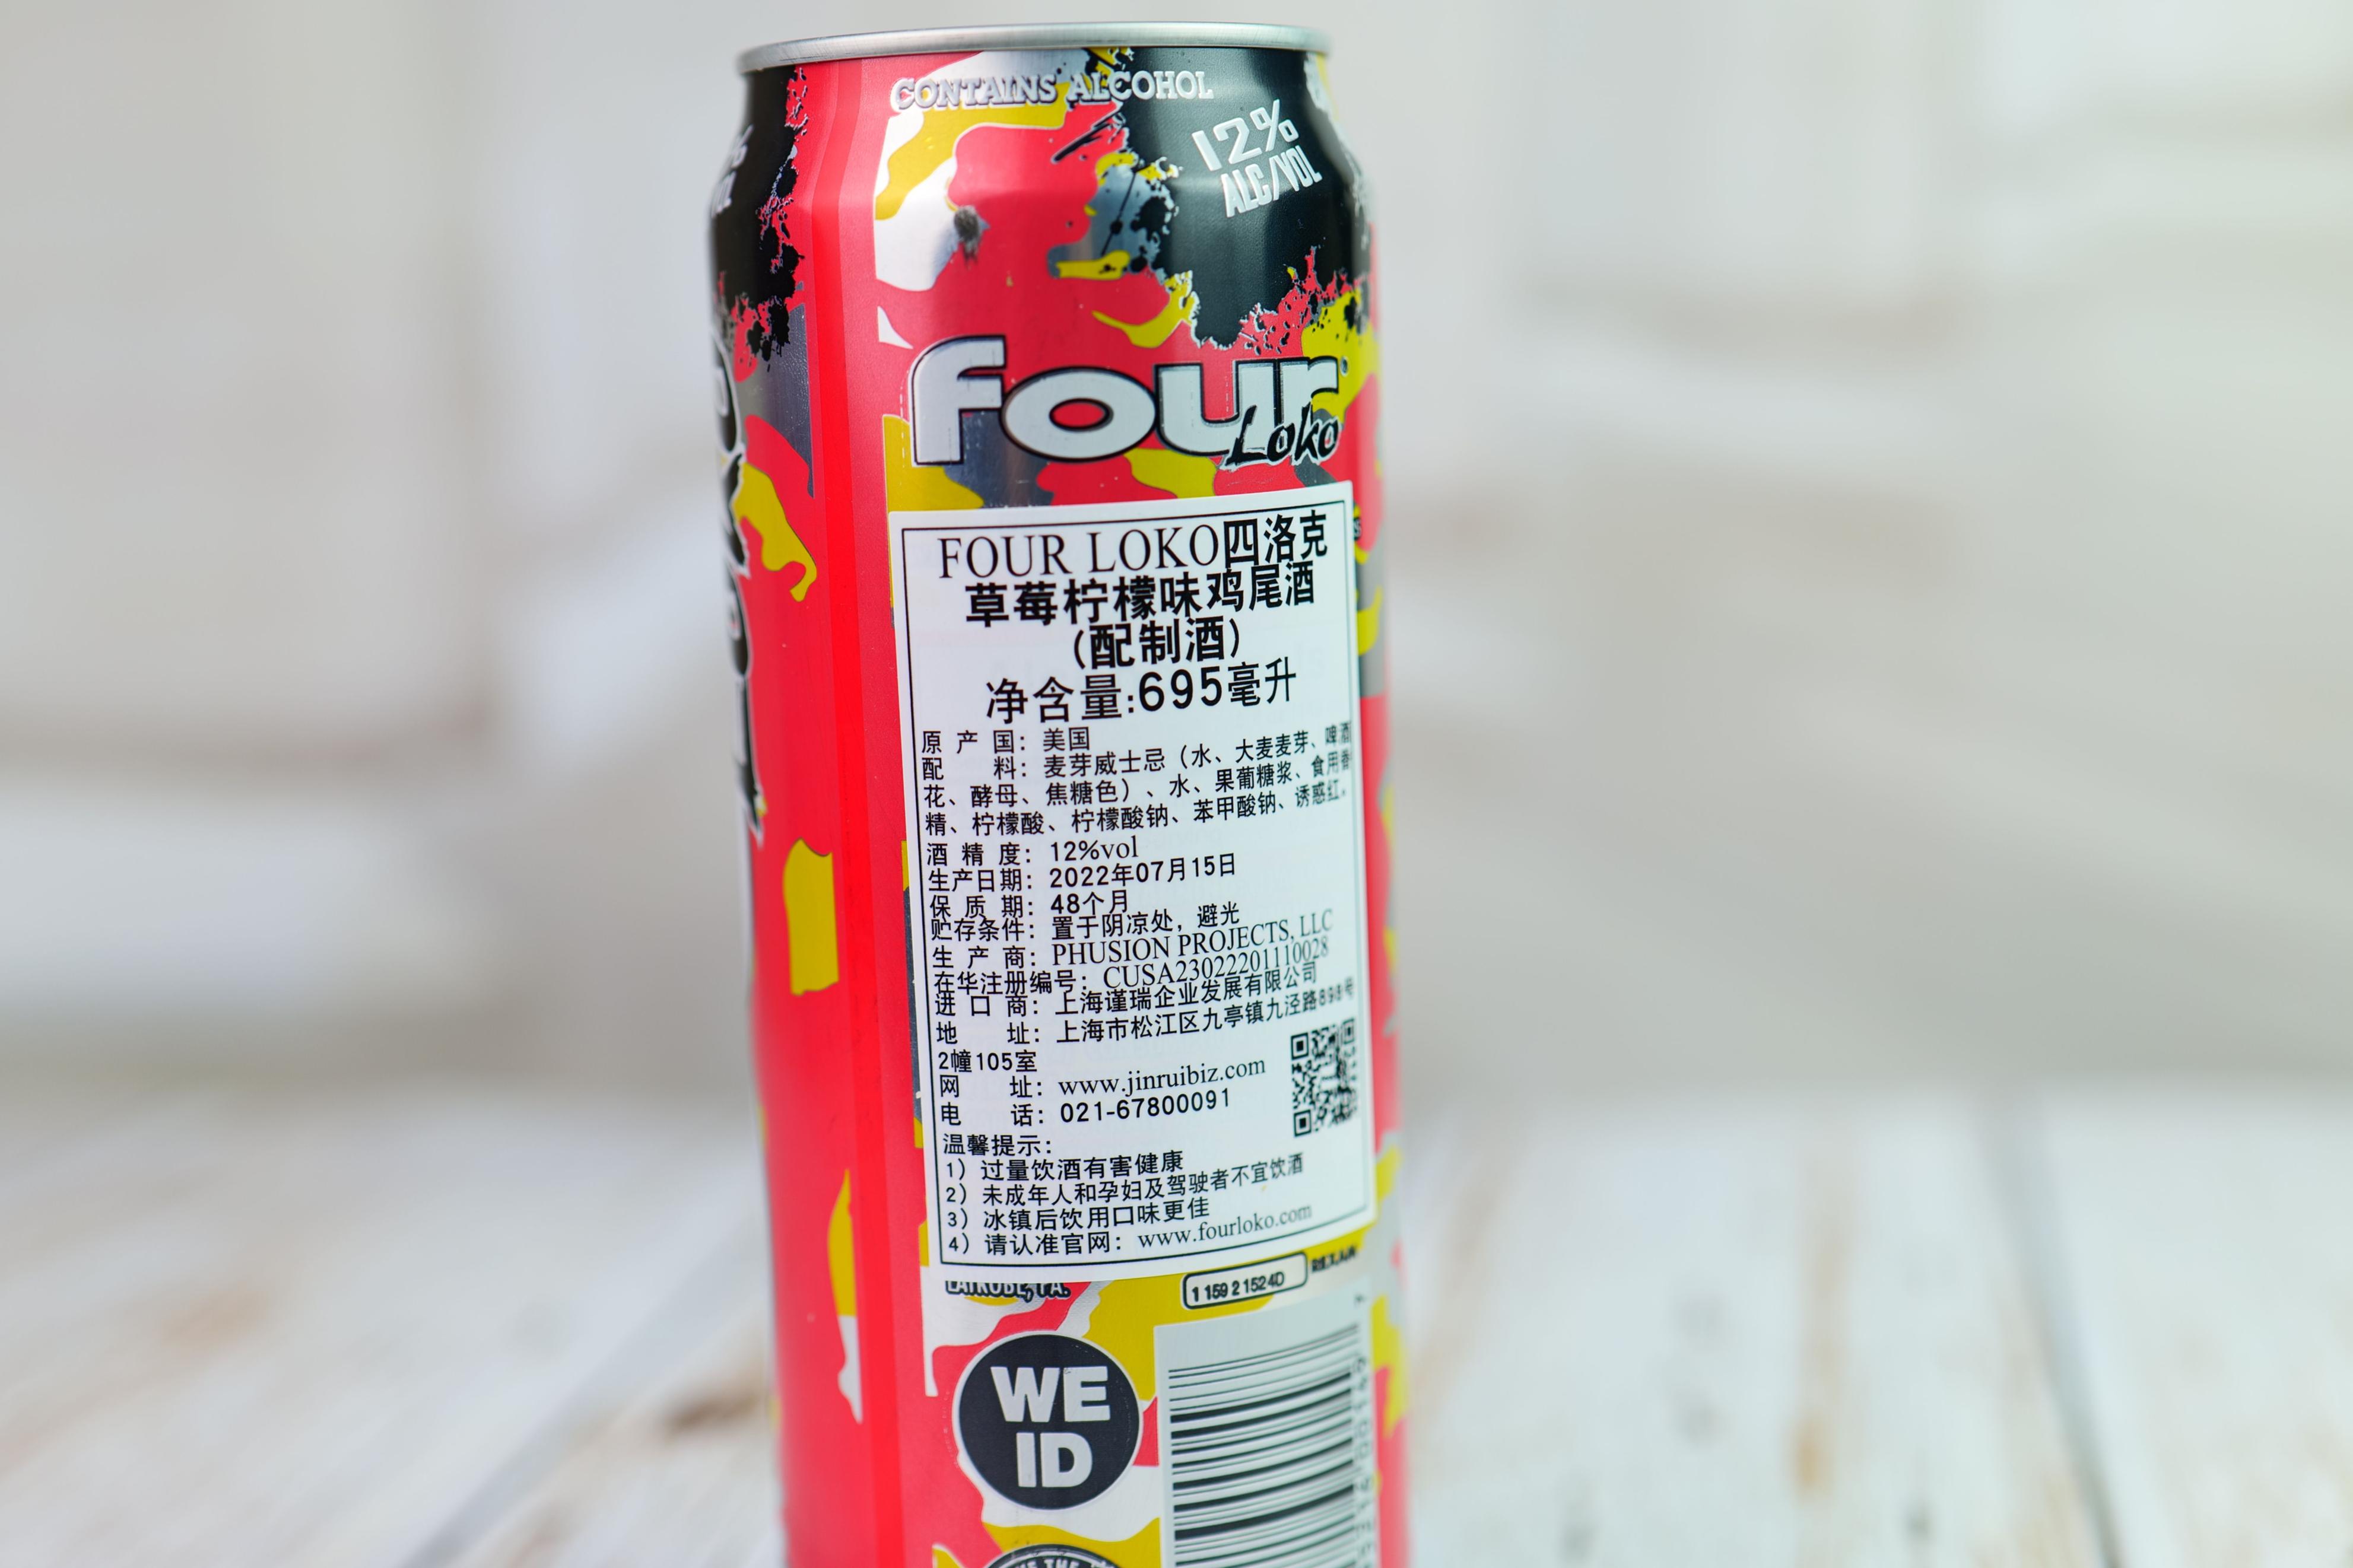 CONTAINS ALCOHOL
12%
ALC/VOL
four
Loko
FOUR LOKO四洛克
草莓柠檬味鸡尾酒
(配制酒)
净含量:695毫升
原产国：美国
配料：麦芽威士忌（水、大麦麦芽、啤酒
花、酵母、焦糖色）、水、果葡糖浆、食用香
精、柠檬酸、柠檬酸钠、苯甲酸钠、诱惑红。
酒精度：12%vol
生产日期：2022年07月15日
保质期：48个月
贮存条件：置于阴凉处，避光
生产商：PHUSION PROJECTS, LLC
在华注册编号：CUSA23022201110028
进口商：上海谨瑞企业发展有限公司
地址：上海市松江区九亭镇九泾路898号
2幢105室
网址：www.jinruibiz.com
电话：021-67800091
温馨提示：
1）过量饮酒有害健康
2）未成年人和孕妇及驾驶者不宜饮酒
3）冰镇后饮用口味更佳
4）请认准官网：www.fourloko.com
LATROBE, PA.
1 159 2 1524D
WE
ID